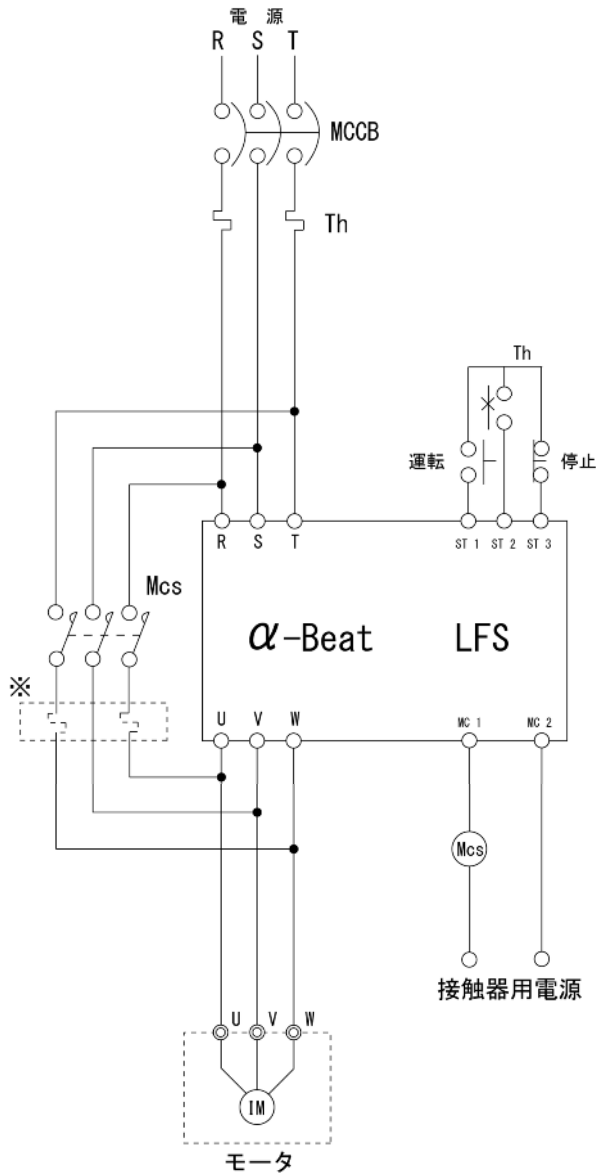 電 源
R S T
MCCB
Th
Th
運転
停止
R S T
ST 1 ST 2 ST 3
Mcs
α-Beat LFS
※
U V W
MC 1 MC 2
Mcs
接触器用電源
U V W
IM
モータ